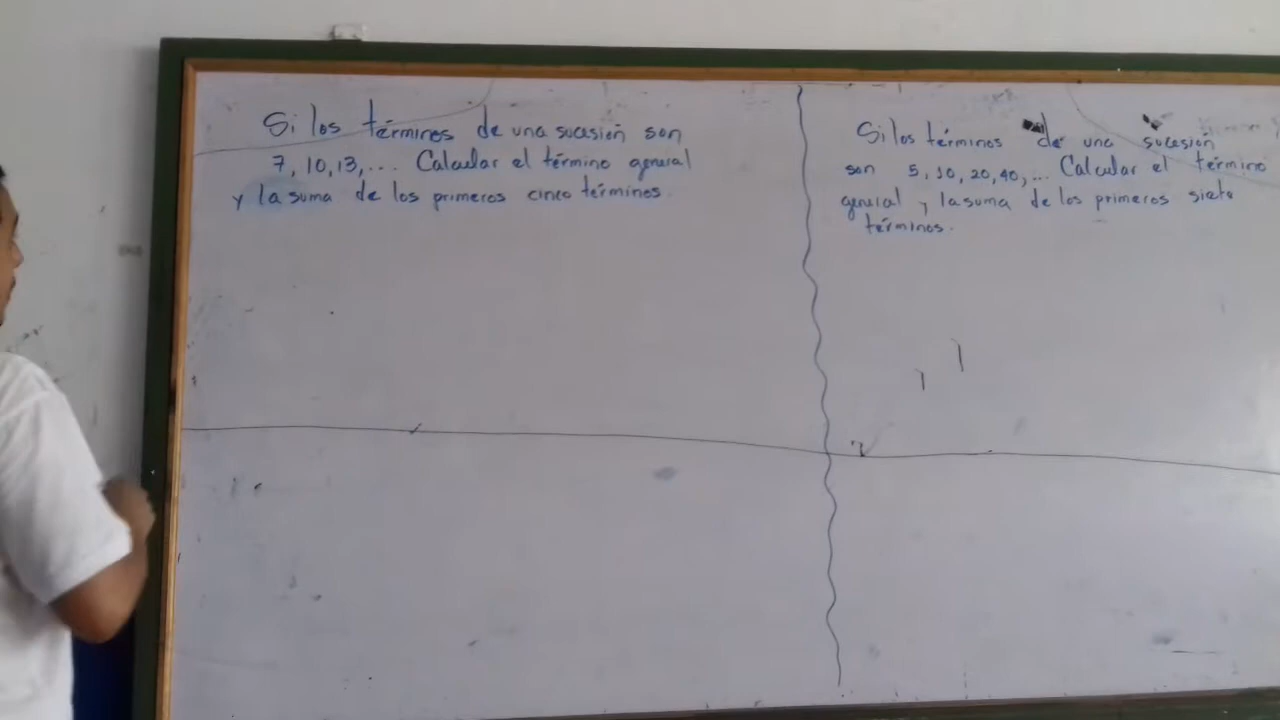 Si los términos de una sucesión son
7, 10, 13,... Calcular el término general
y la suma de los primeros cinco términos.
Si los términos de una sucesión
son 5, 10, 20, 40,... Calcular el término
general y la suma de los primeros siete
términos.